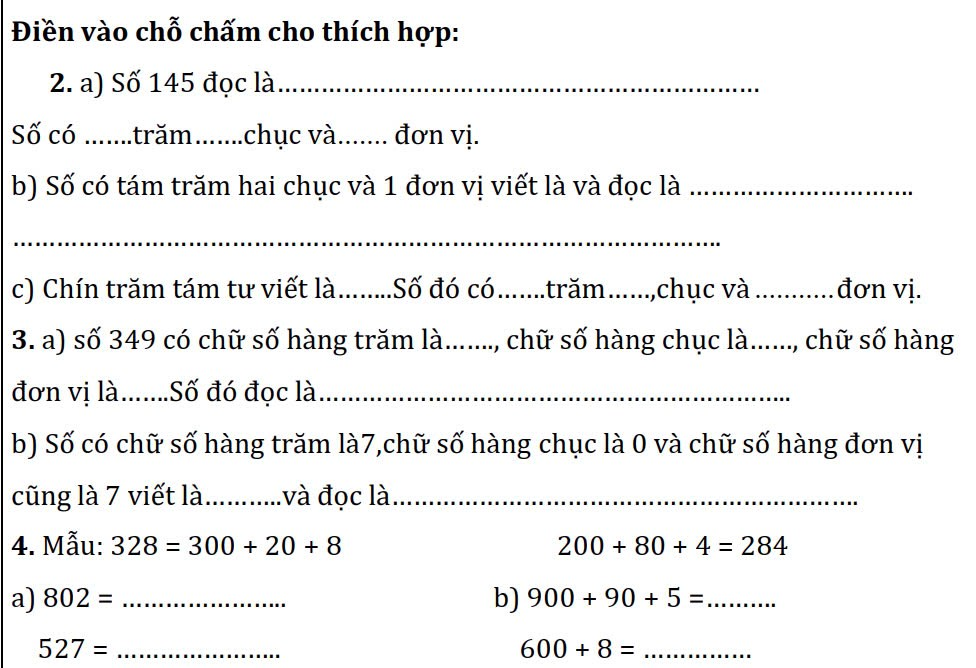 Điền vào chỗ chấm cho thích hợp:
2. a) Số 145 đọc là……………………………………………………………
Số có …….trăm…….chục và……. đơn vị.
b) Số có tám trăm hai chục và 1 đơn vị viết là và đọc là ………………………….
…………………………………………………………………………………….
c) Chín trăm tám tư viết là……..Số đó có…….trăm……,chục và ………..đơn vị.
3. a) số 349 có chữ số hàng trăm là……., chữ số hàng chục là……, chữ số hàng
đơn vị là…….Số đó đọc là………………………………………………………..
b) Số có chữ số hàng trăm là7,chữ số hàng chục là 0 và chữ số hàng đơn vị
cũng là 7 viết là………..và đọc là……………………………………………………….
4. Mẫu: 328 = 300 + 20 + 8 200 + 80 + 4 = 284
a) 802 = ………………….. b) 900 + 90 + 5 =……….
527 = ………………….. 600 + 8 = ……………